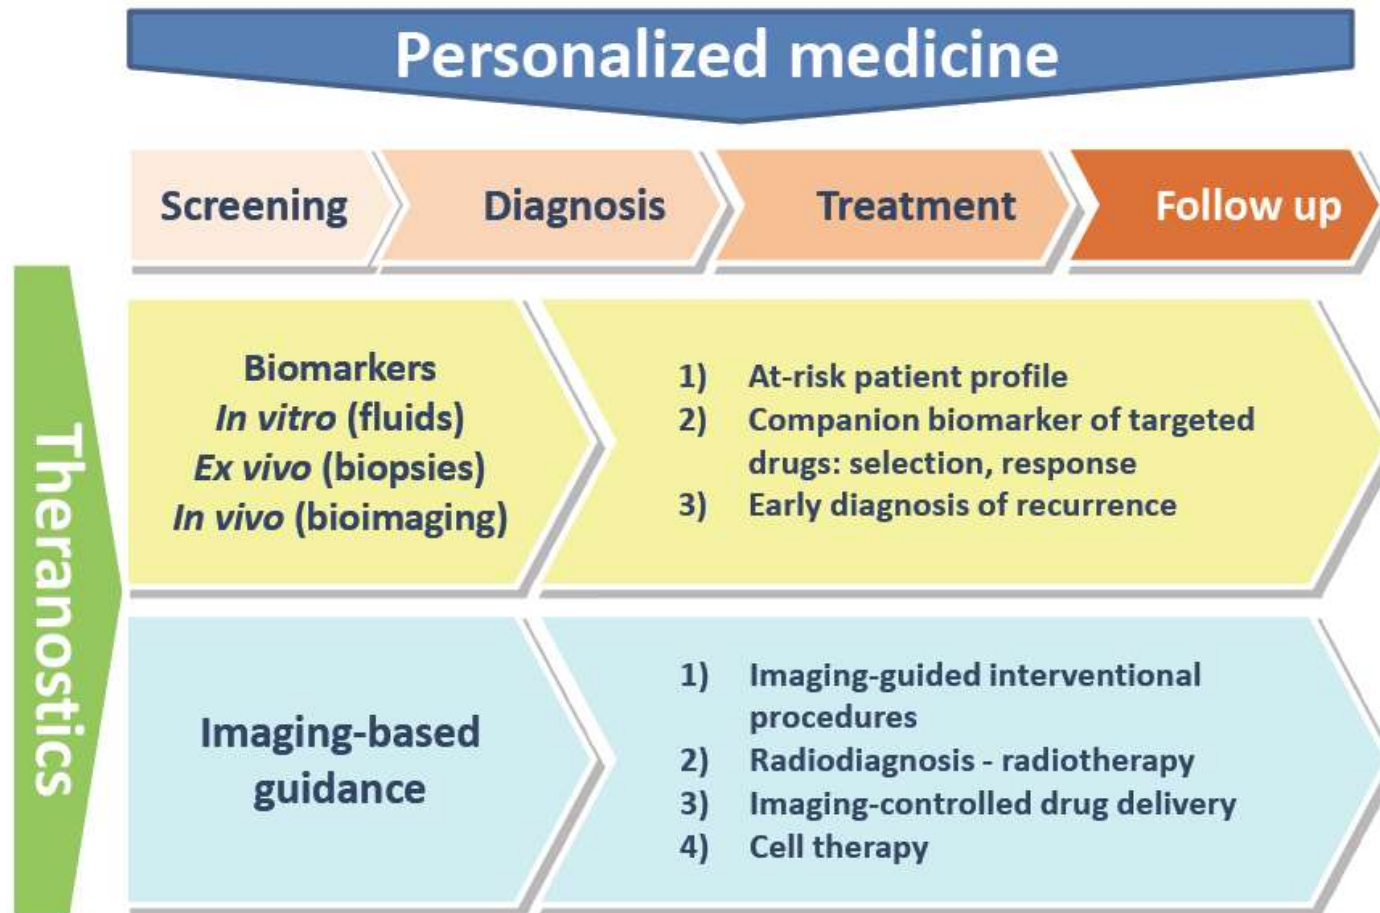 Personalized medicine
Screening
Diagnosis
Treatment
Follow up
Theranostics
Biomarkers
In vitro (fluids)
Ex vivo (biopsies)
In vivo (bioimaging)
1) At-risk patient profile
2) Companion biomarker of targeted
drugs: selection, response
3) Early diagnosis of recurrence
Imaging-based
guidance
1) Imaging-guided interventional
procedures
2) Radiodiagnosis - radiotherapy
3) Imaging-controlled drug delivery
4) Cell therapy